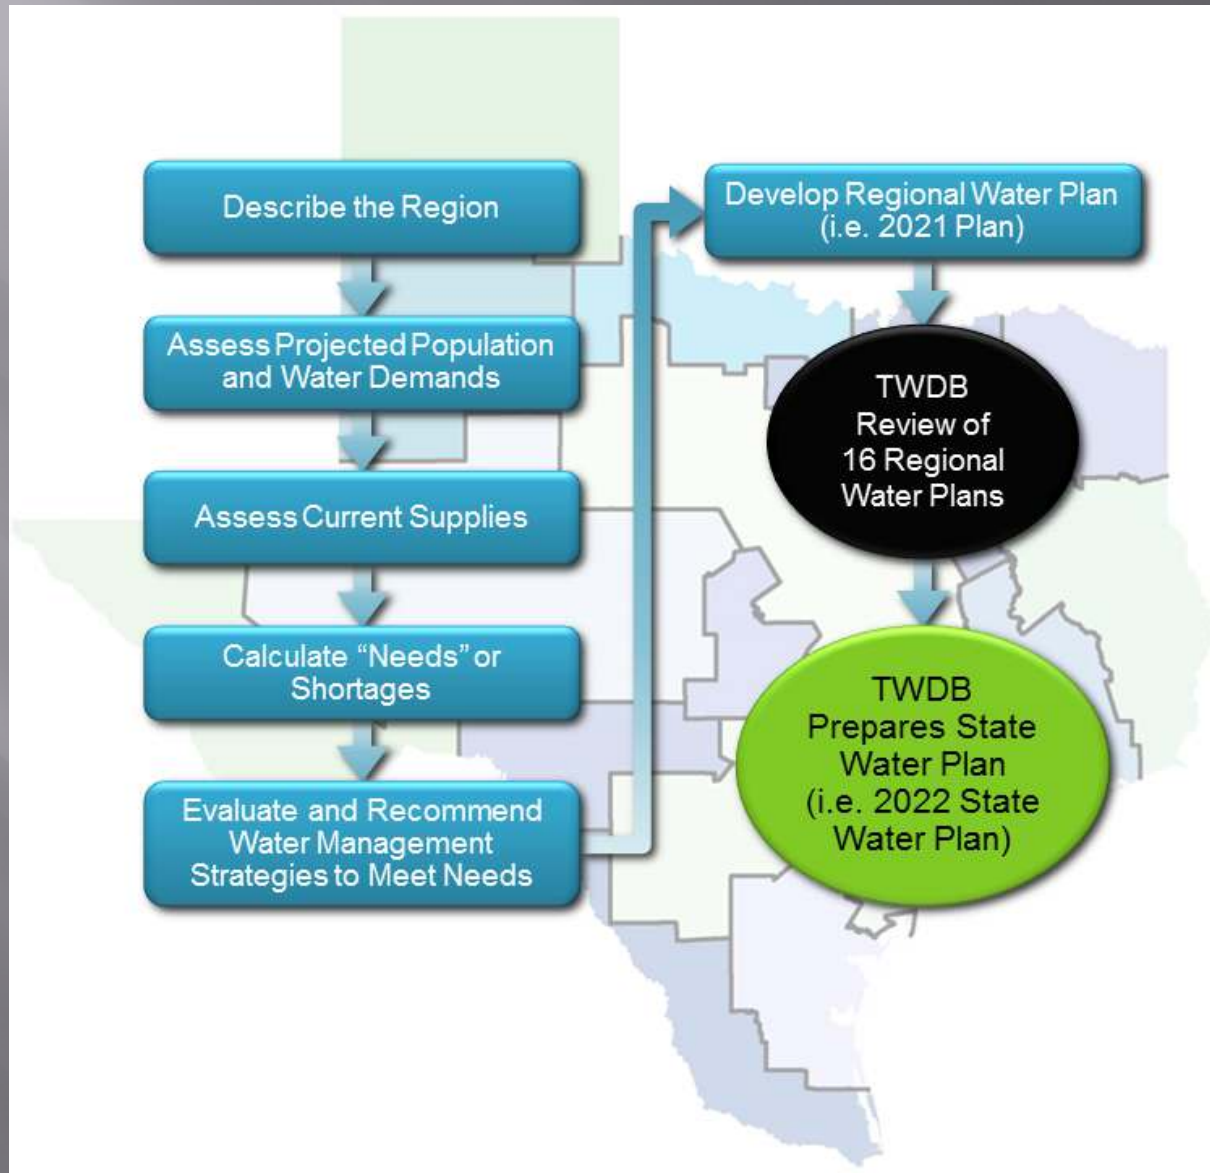 Describe the Region
Assess Projected Population
and Water Demands
Assess Current Supplies
Calculate “Needs” or
Shortages
Evaluate and Recommend
Water Management
Strategies to Meet Needs
Develop Regional Water Plan
(i.e. 2021 Plan)
TWDB
Review of
16 Regional
Water Plans
TWDB
Prepares State
Water Plan
(i.e. 2022 State
Water Plan)